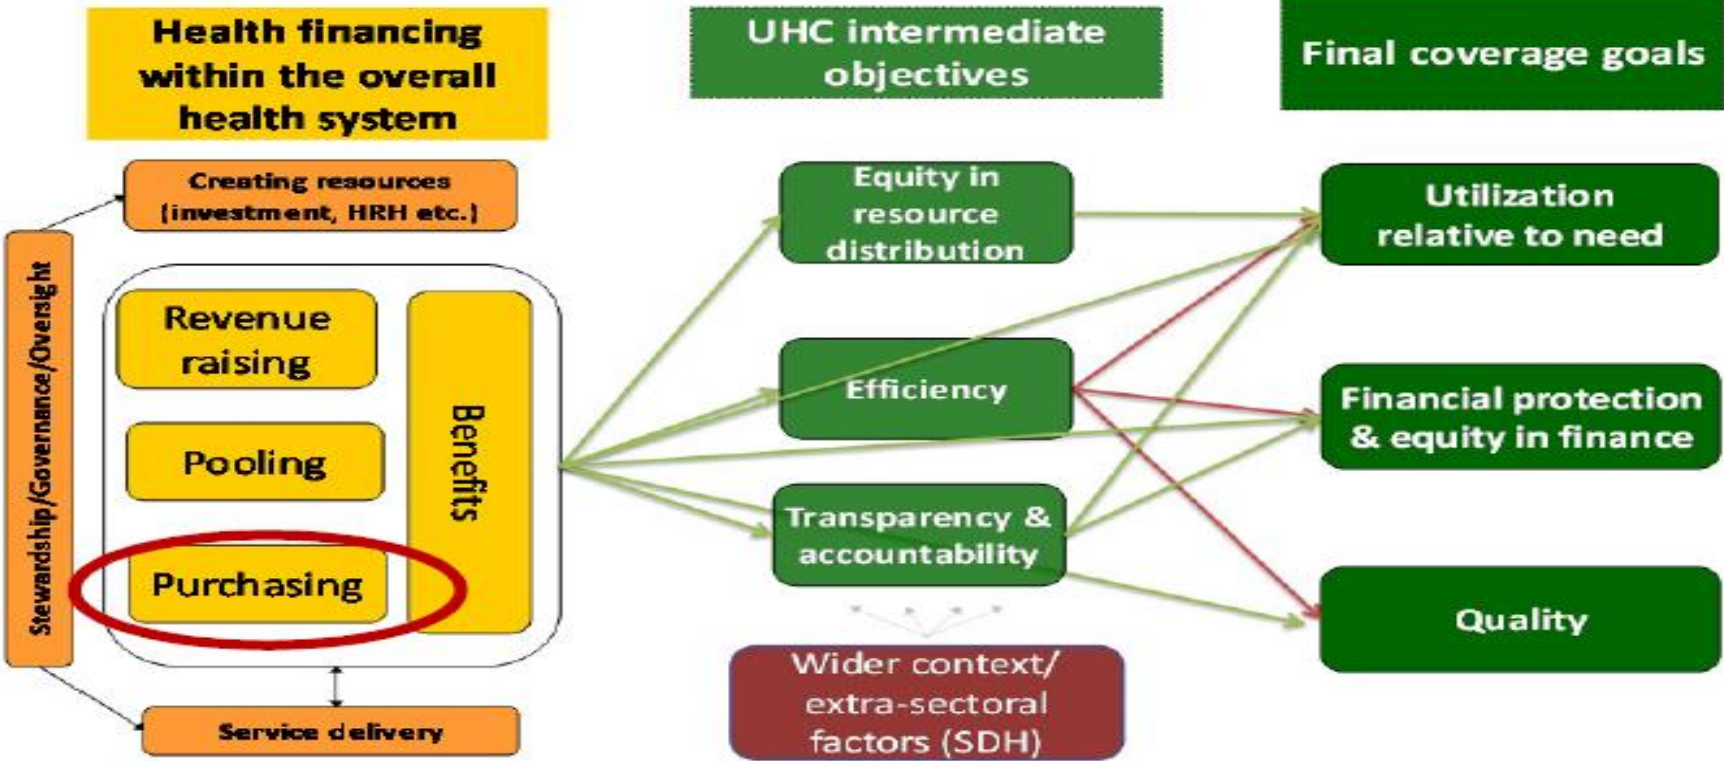 Health financing
within the overall
health system
UHC intermediate
objectives
Final coverage goals
Creating resources
(investment, HRH etc.)
Stewardship/Governance/Oversight
Revenue
raising
Pooling
Purchasing
Benefits
Service delivery
Equity in
resource
distribution
Efficiency
Transparency &
accountability
Wider context/
extra-sectoral
factors (SDH)
Utilization
relative to need
Financial protection
& equity in finance
Quality